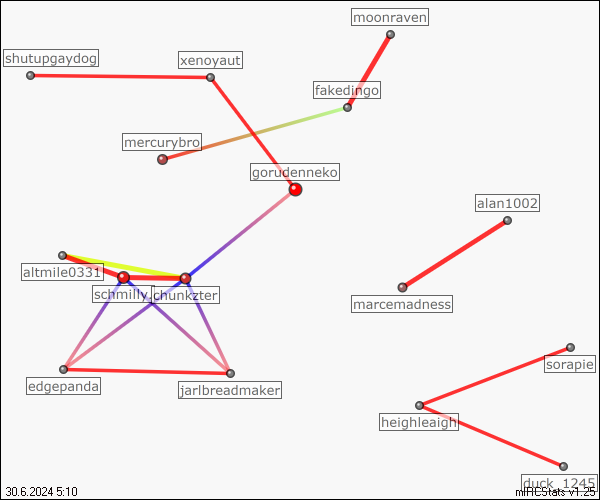 moonraven
shutupgaydog
xenoyaut
fakedingo
mercurybro
gorudenneko
alan1002
altmile0331
schmilly
chunkzter
marcemadness
sorapie
edgepanda
jarlbreadmaker
heighleaigh
duck_1245
30.6.2024 5:10
mIRCStats v1.25